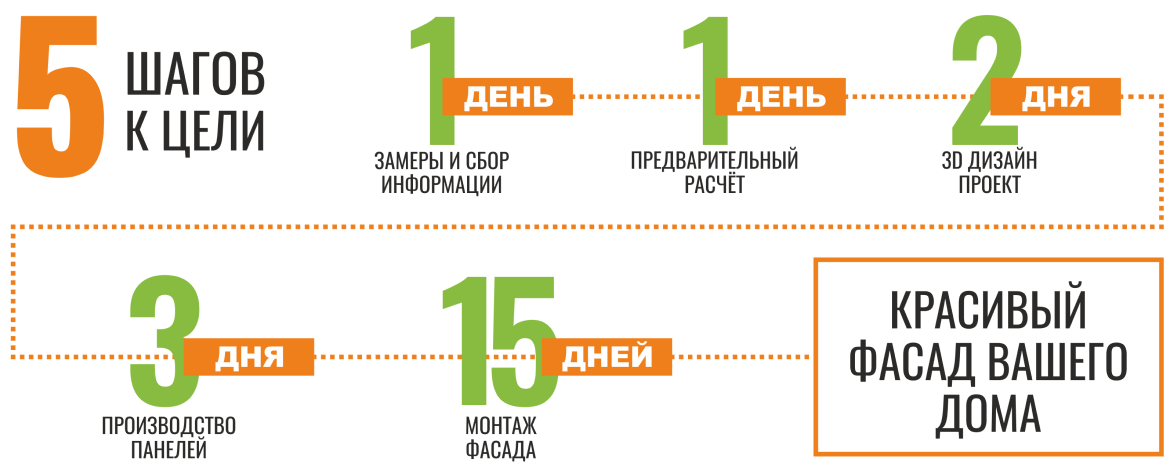 5
ШАГОВ
К ЦЕЛИ
1 ДЕНЬ
ЗАМЕРЫ И СБОР
ИНФОРМАЦИИ
1 ДЕНЬ
ПРЕДВАРИТЕЛЬНЫЙ
РАСЧЁТ
2 ДНЯ
3D ДИЗАЙН
ПРОЕКТ
3 ДНЯ
ПРОИЗВОДСТВО
ПАНЕЛЕЙ
15 ДНЕЙ
МОНТАЖ
ФАСАДА
КРАСИВЫЙ
ФАСАД ВАШЕГО
ДОМА